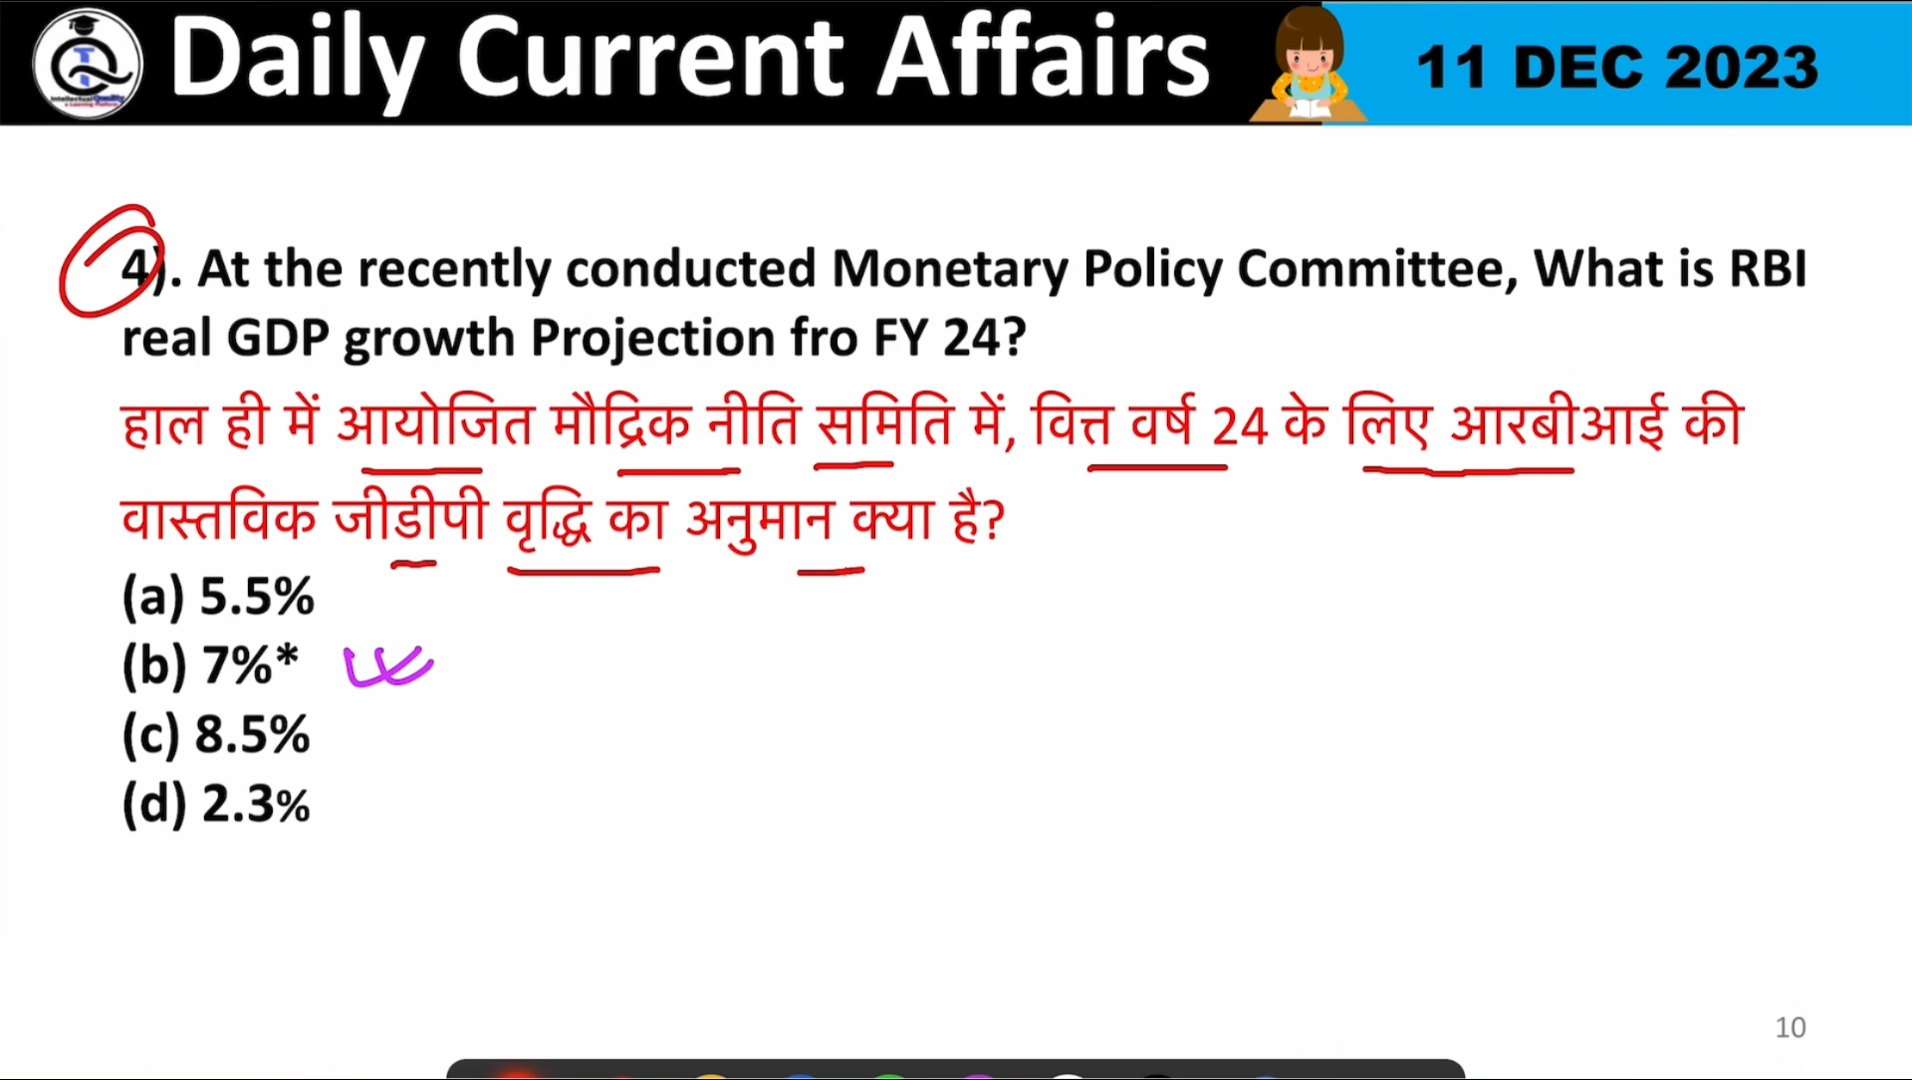 Daily Current Affairs
11 DEC 2023
4). At the recently conducted Monetary Policy Committee, What is RBI
real GDP growth Projection fro FY 24?
हाल ही में आयोजित मौद्रिक नीति समिति में, वित्त वर्ष 24 के लिए आरबीआई की
वास्तविक जीडीपी वृद्धि का अनुमान क्या है?
(a) 5.5%
(b) 7%*
(c) 8.5%
(d) 2.3%
10